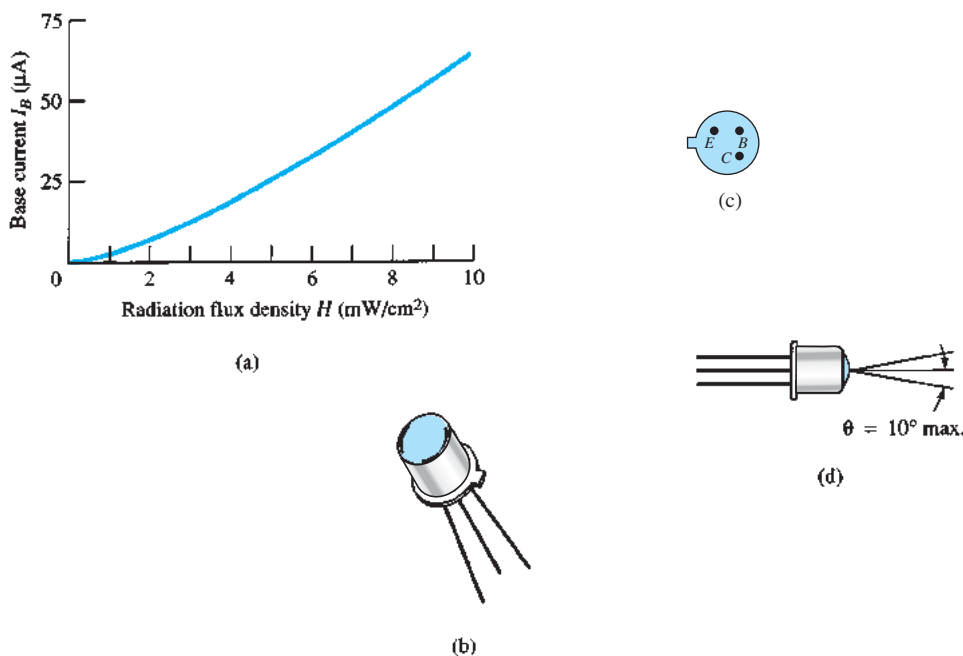 75
50
25
0
2
4
6
8
10
Base current I_B (μA)
Radiation flux density H (mW/cm²)
(a)
E
B
C
(c)
θ = 10° max.
(d)
(b)